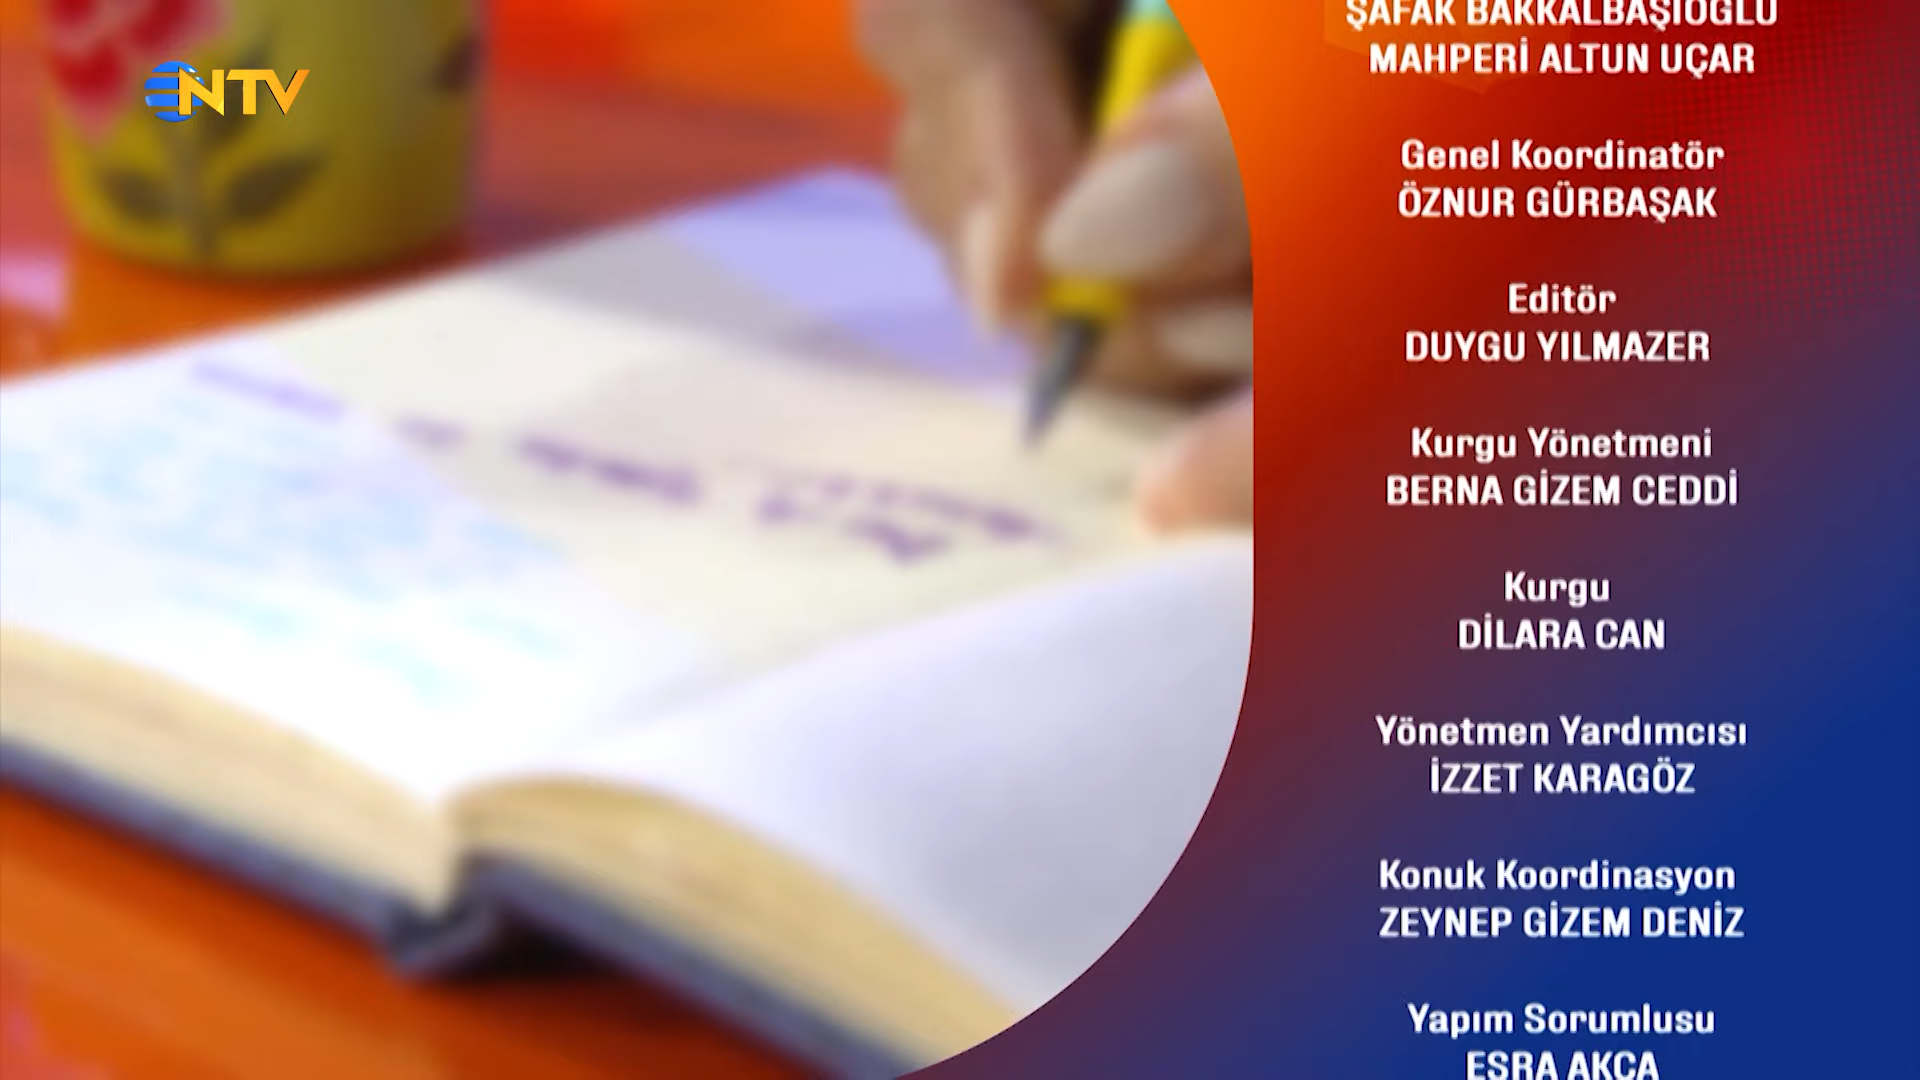 NTV
ŞAFAK BAKKALBAŞIOĞLU
MAHPERİ ALTUN UÇAR
Genel Koordinatör
ÖZNUR GÜRBAŞAK
Editör
DUYGU YILMAZER
Kurgu Yönetmeni
BERNA GİZEM CEDDİ
Kurgu
DİLARA CAN
Yönetmen Yardımcısı
İZZET KARAGÖZ
Konuk Koordinasyon
ZEYNEP GİZEM DENİZ
Yapım Sorumlusu
ESRA AKÇA